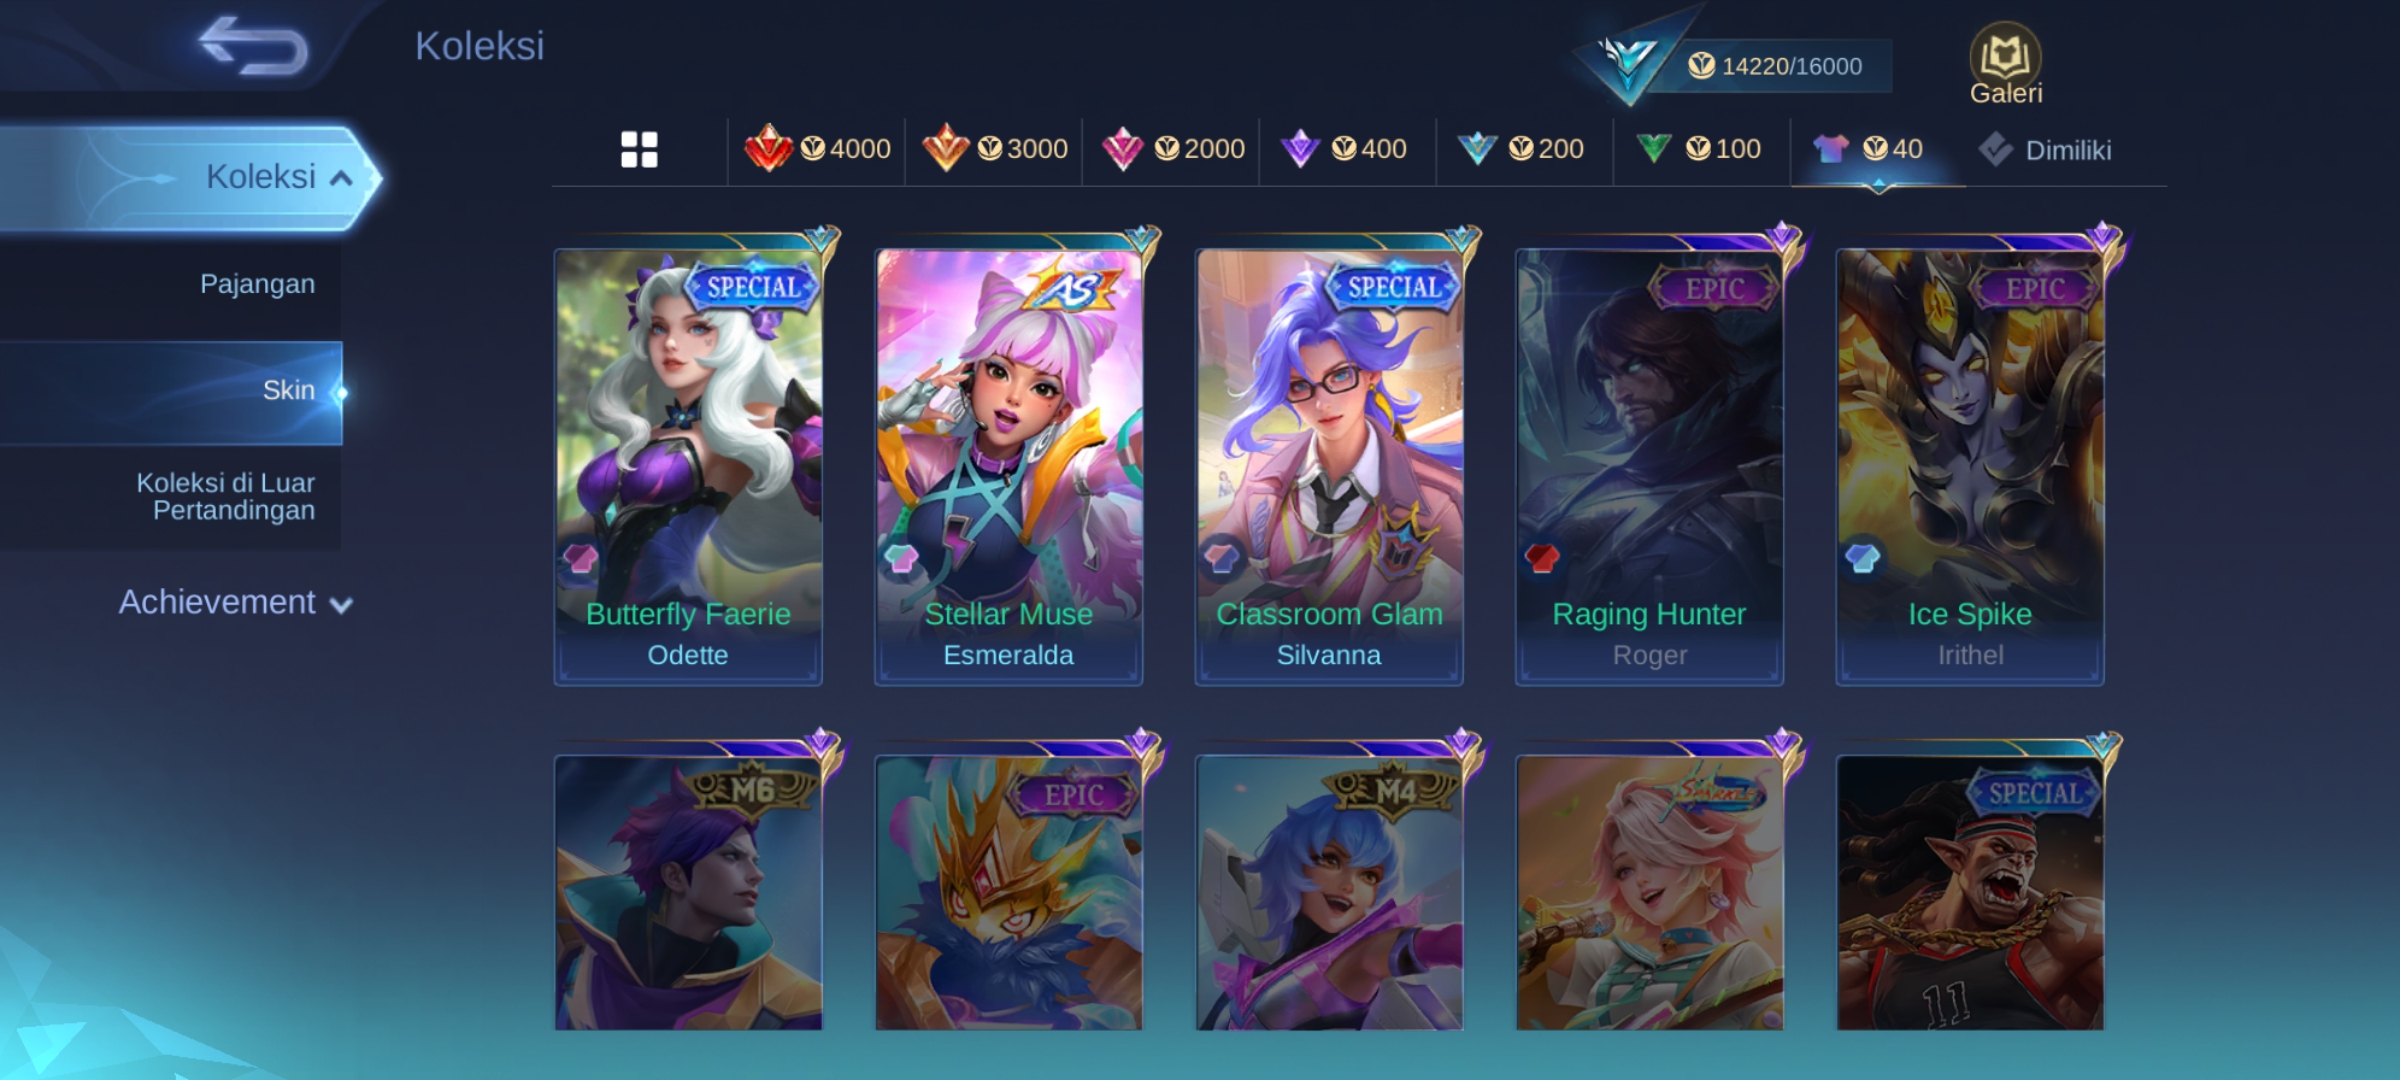 Koleksi
14220/16000
Galeri
4000
3000
2000
400
200
100
40
Dimiliki
Koleksi
Pajangan
Skin
Koleksi di Luar
Pertandingan
Achievement
SPECIAL
Butterfly Faerie
Odette
AS
Stellar Muse
Esmeralda
SPECIAL
Classroom Glam
Silvanna
EPIC
Raging Hunter
Roger
EPIC
Ice Spike
Irithel
M6
EPIC
M4
SPARKLE
SPECIAL
11